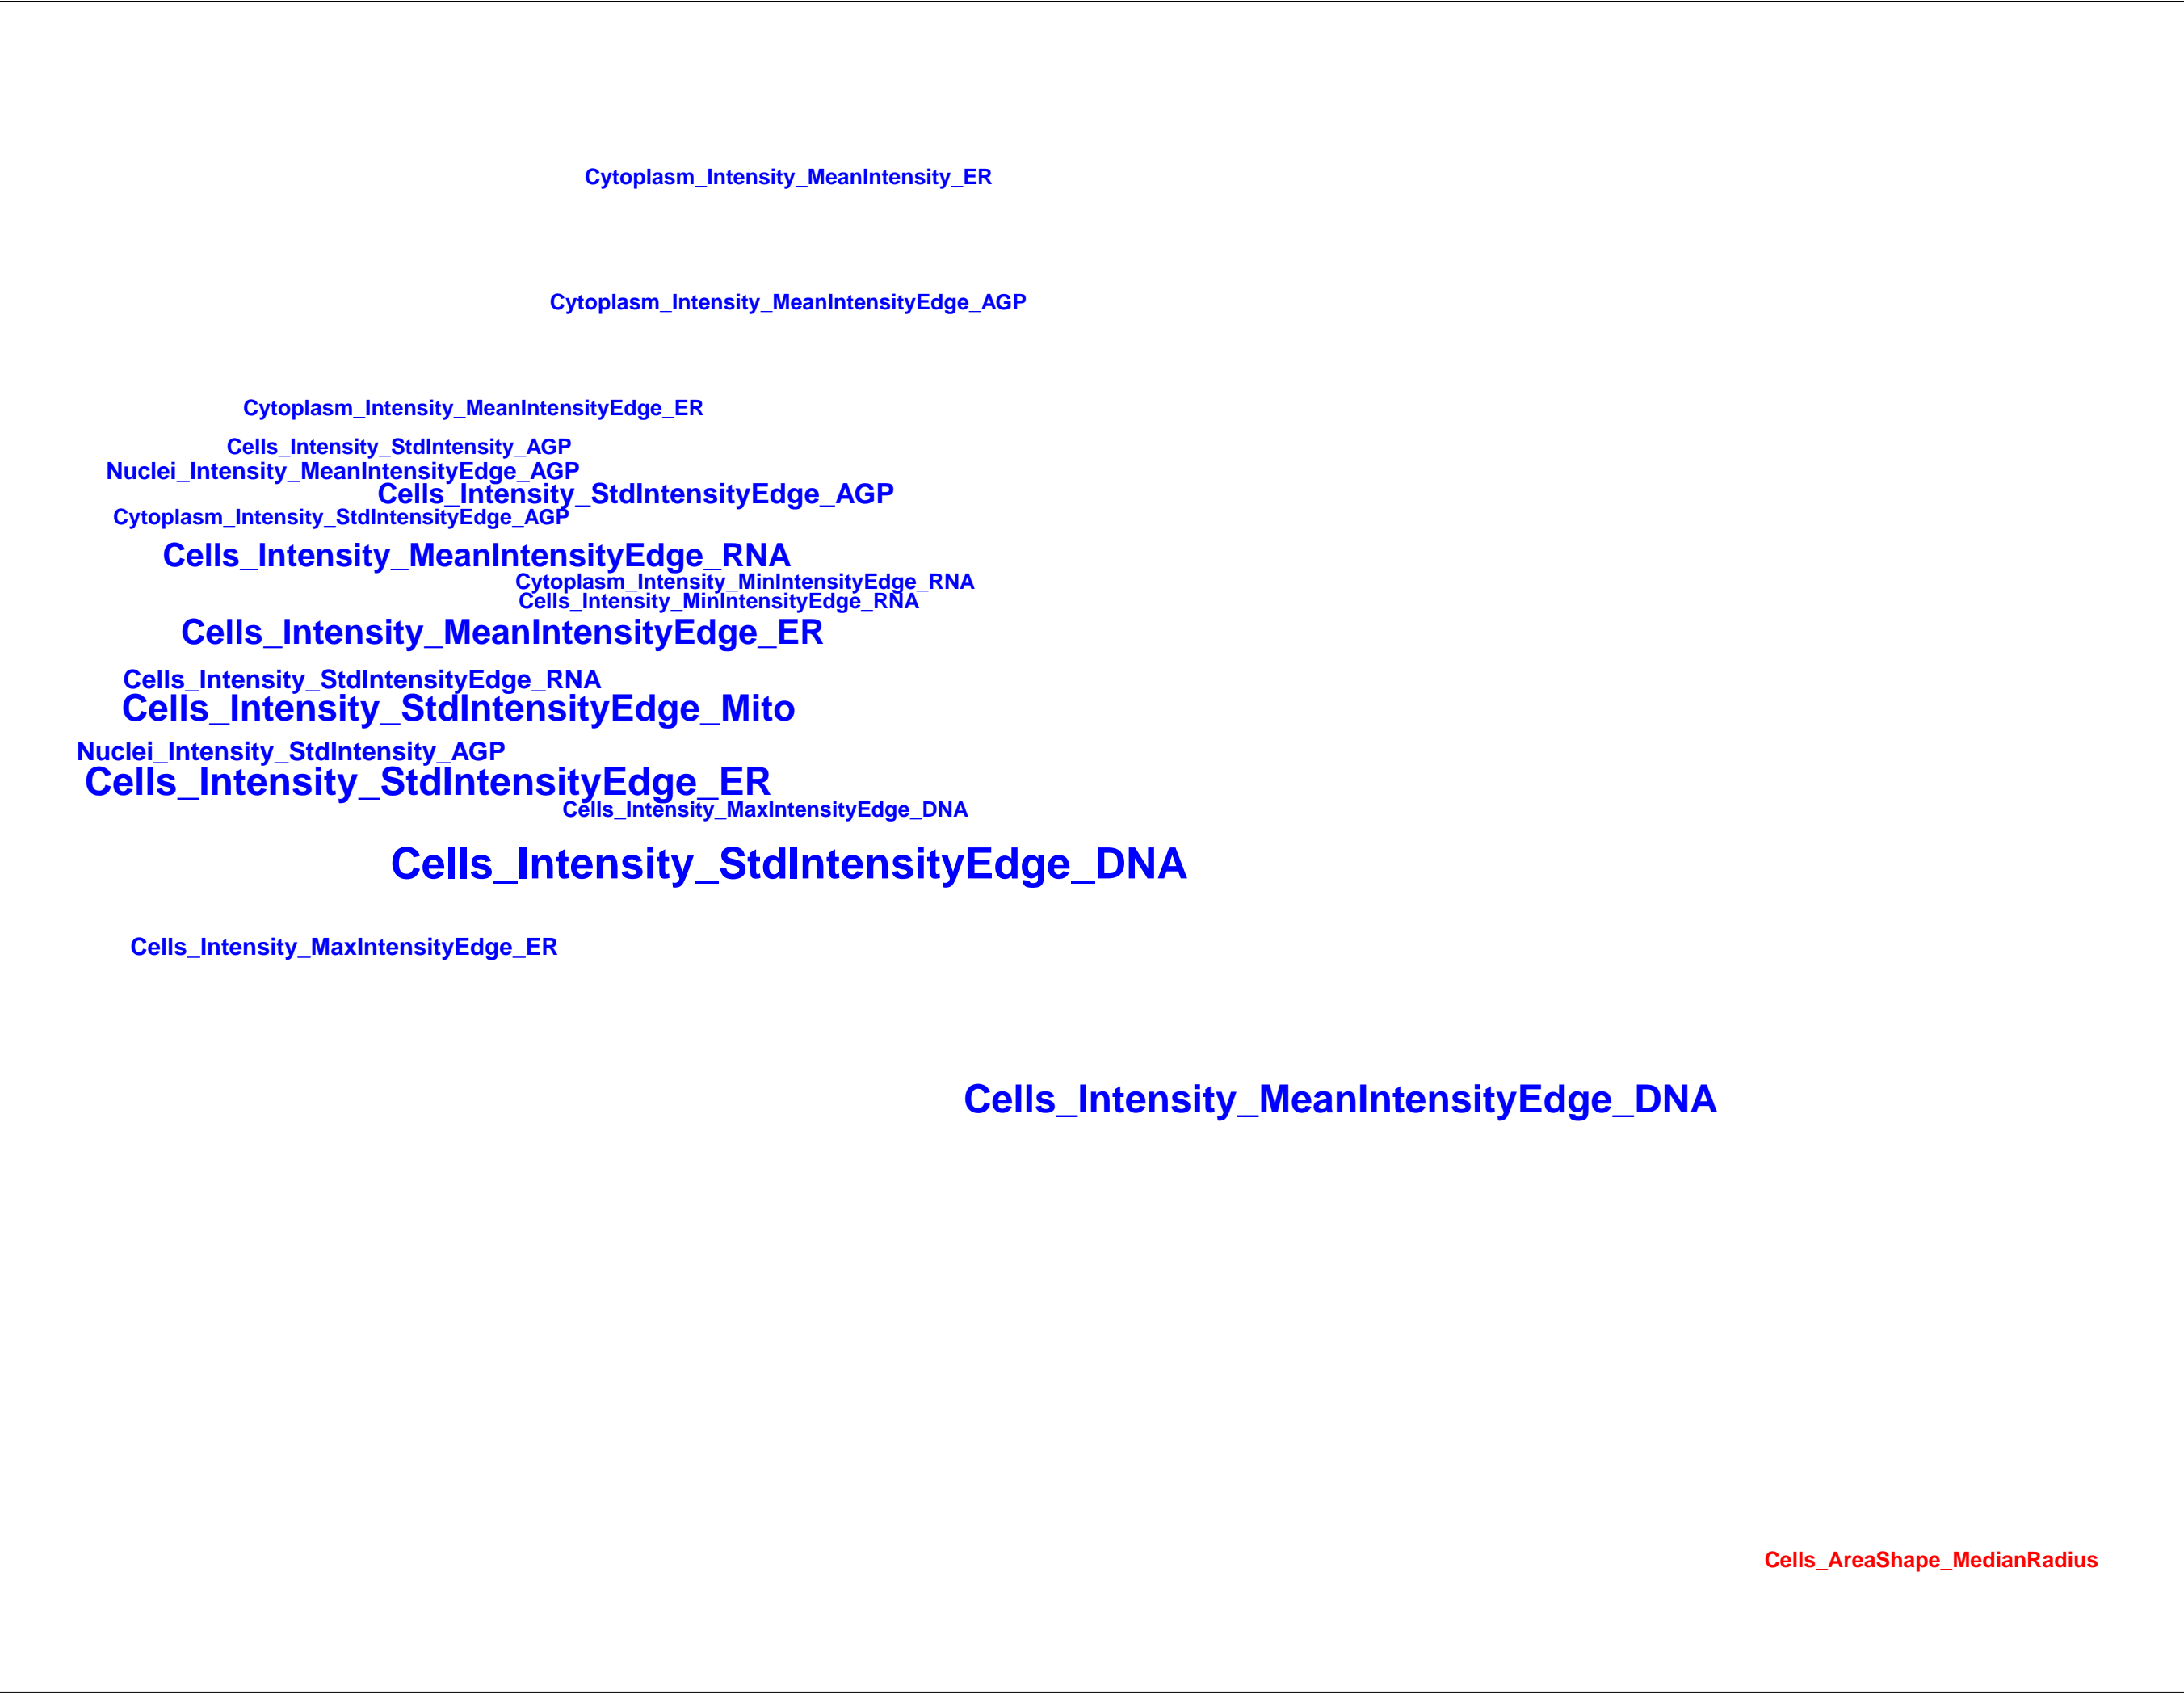 Cytoplasm_Intensity_MeanIntensity_ER
Cytoplasm_Intensity_MeanIntensityEdge_AGP
Cytoplasm_Intensity_MeanIntensityEdge_ER
Cells_Intensity_StdIntensity_AGP
Nuclei_Intensity_MeanIntensityEdge_AGP
Cells_Intensity_StdIntensityEdge_AGP
Cytoplasm_Intensity_StdIntensityEdge_AGP
Cells_Intensity_MeanIntensityEdge_RNA
Cytoplasm_Intensity_MinIntensityEdge_RNA
Cells_Intensity_MinIntensityEdge_RNA
Cells_Intensity_MeanIntensityEdge_ER
Cells_Intensity_StdIntensityEdge_RNA
Cells_Intensity_StdIntensityEdge_Mito
Nuclei_Intensity_StdIntensity_AGP
Cells_Intensity_StdIntensityEdge_ER
Cells_Intensity_MaxIntensityEdge_DNA
Cells_Intensity_StdIntensityEdge_DNA
Cells_Intensity_MaxIntensityEdge_ER
Cells_Intensity_MeanIntensityEdge_DNA
Cells_AreaShape_MedianRadius